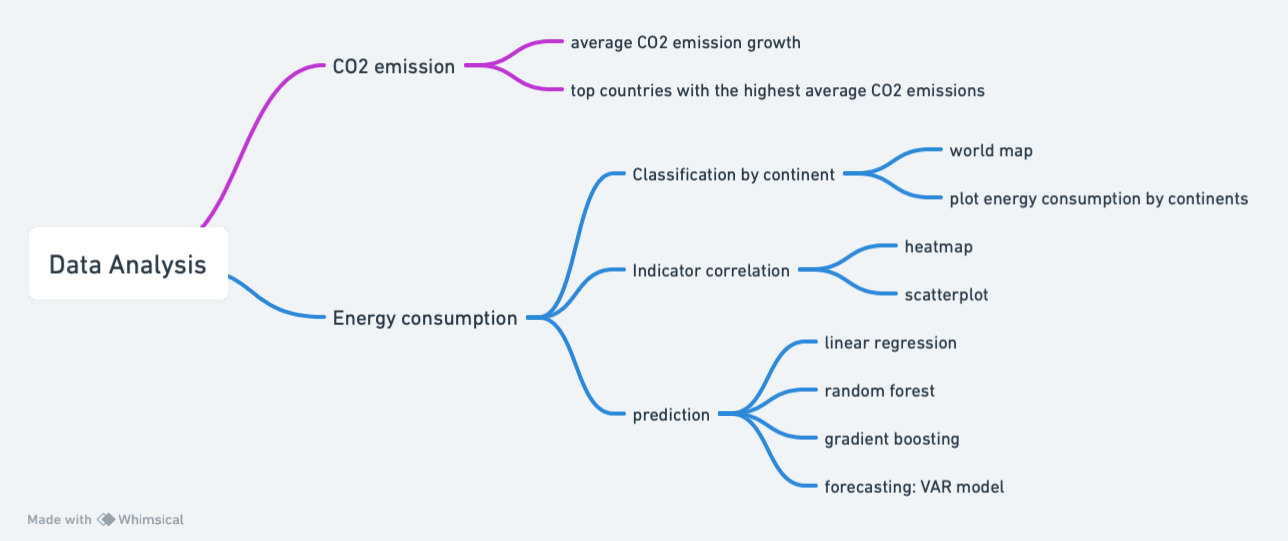 Data Analysis
CO2 emission
average CO2 emission growth
top countries with the highest average CO2 emissions
Energy consumption
Classification by continent
world map
plot energy consumption by continents
Indicator correlation
heatmap
scatterplot
prediction
linear regression
random forest
gradient boosting
forecasting: VAR model
Made with Whimsical